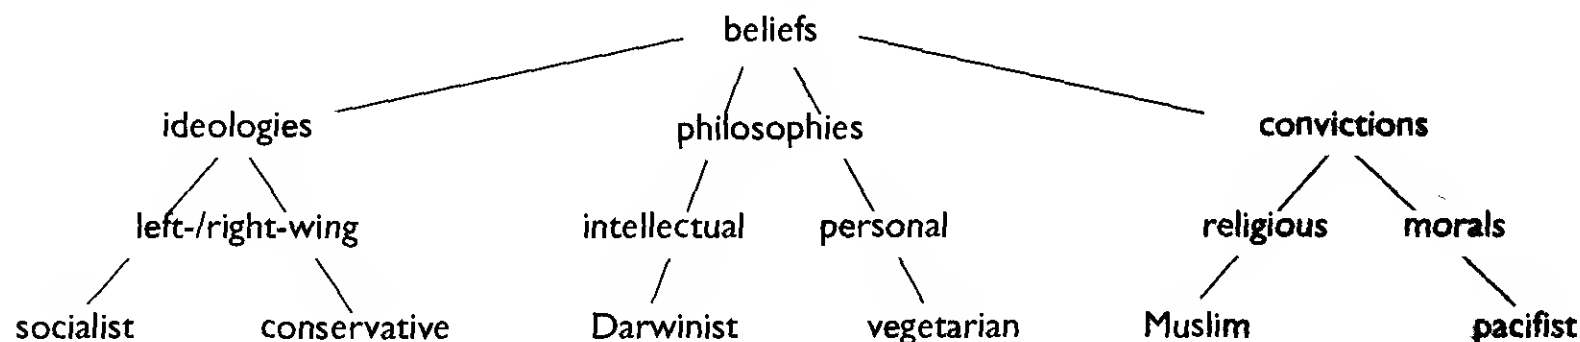 beliefs
ideologies philosophies convictions
left-/right-wing intellectual personal religious morals
socialist conservative Darwinist vegetarian Muslim pacifist